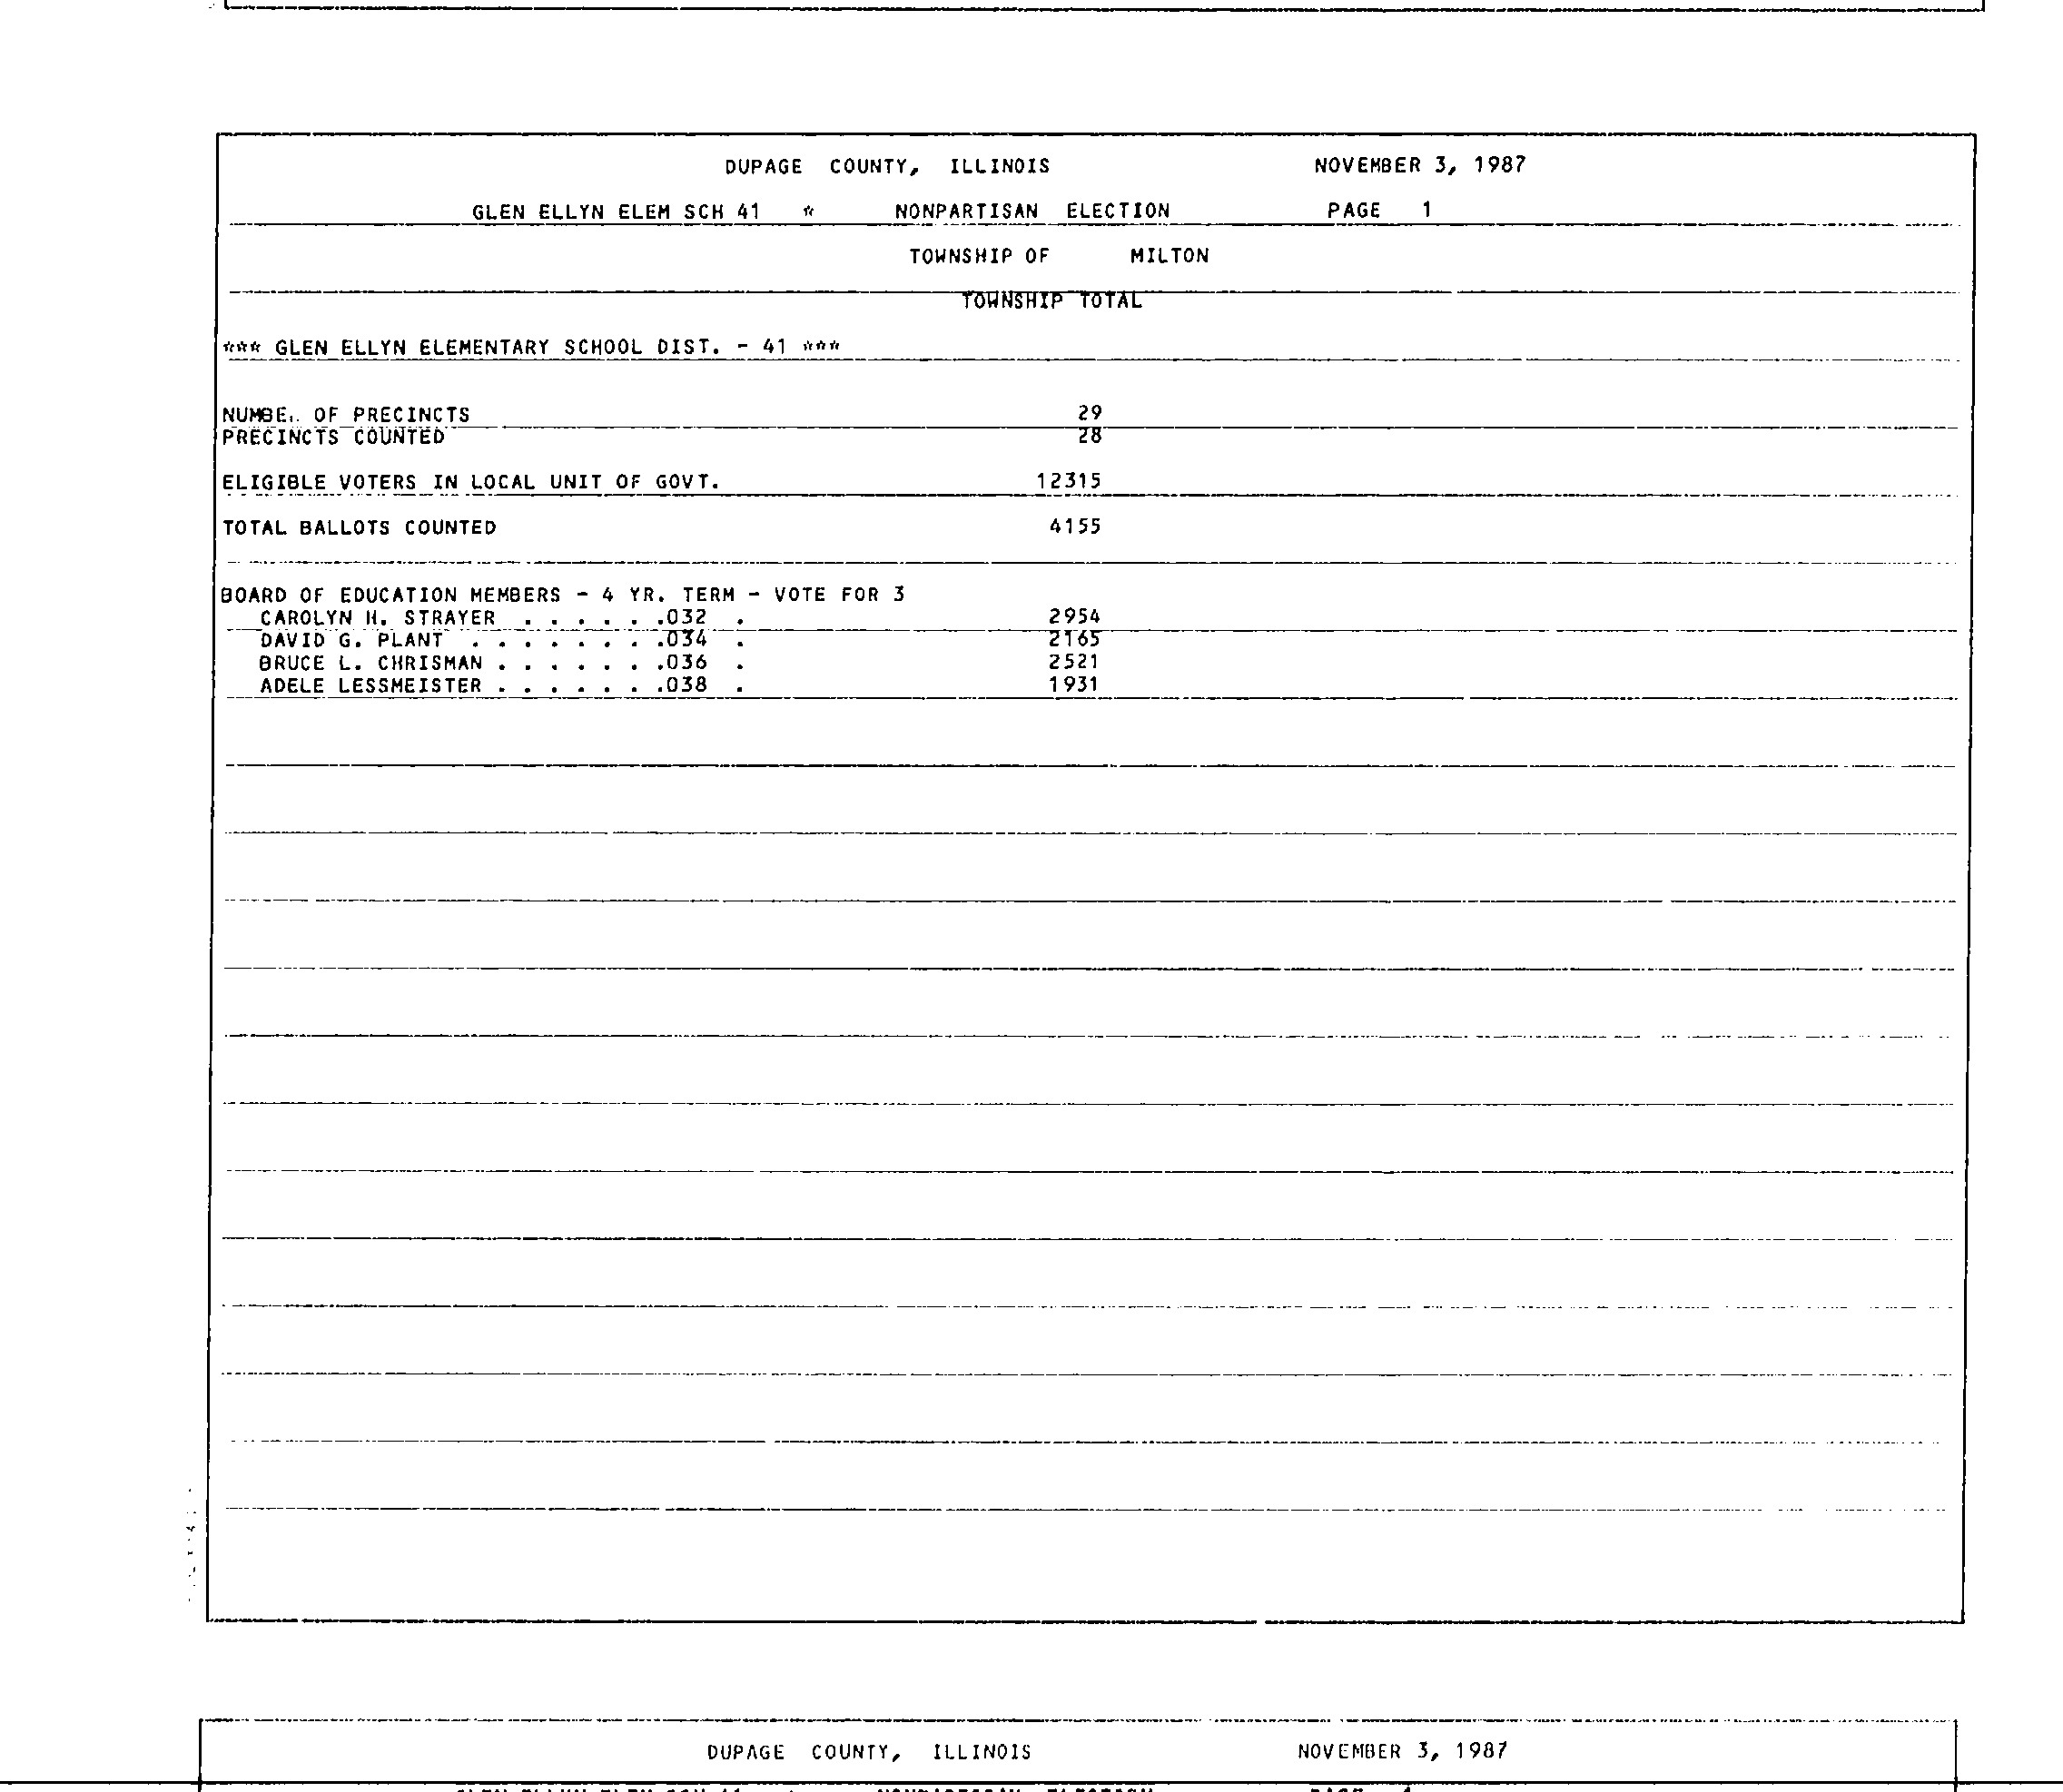 DUPAGE COUNTY, ILLINOIS NOVEMBER 3, 1987
GLEN ELLYN ELEM SCH 41 * NONPARTISAN ELECTION PAGE 1
TOWNSHIP OF MILTON
TOWNSHIP TOTAL
*** GLEN ELLYN ELEMENTARY SCHOOL DIST. - 41 ***
OF PRECINCTS 29
PRECINCTS COUNTED 28
ELIGIBLE VOTERS IN LOCAL UNIT OF GOVT. 12315
TOTAL BALLOTS COUNTED 4155
BOARD OF EDUCATION MEMBERS - 4 YR. TERM - VOTE FOR 3
CAROLYN H. STRAYER . . . . . .032 . 2954
DAVID G. PLANT . . . . . . . .034 . 2165
BRUCE L. CHRISMAN . . . . . . .036 . 2521
ADELE LESSMEISTER . . . . . . .038 . 1931
DUPAGE COUNTY, ILLINOIS NOVEMBER 3, 1987